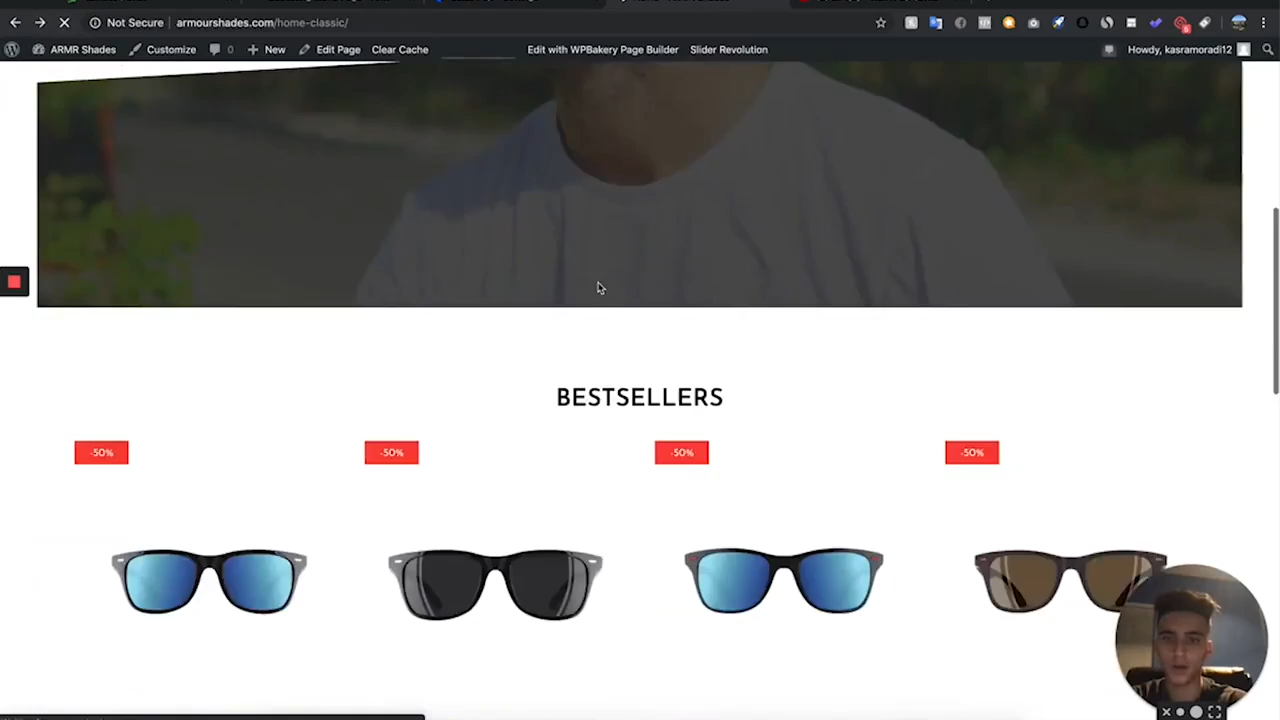 Not Secure armourshades.com/home-classic/
ARMR Shades Customize 0 New Edit Page Clear Cache Edit with WPBakery Page Builder Slider Revolution Howdy, kasramoradi12
BESTSELLERS
-50% -50% -50% -50%